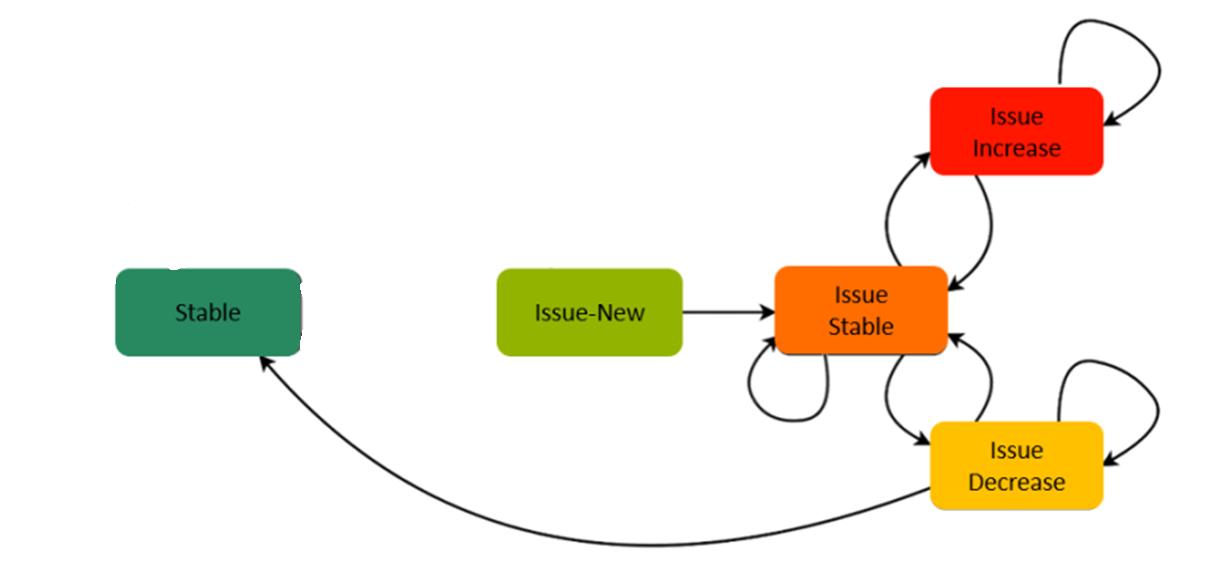 Issue
Increase
Stable
Issue-New
Issue
Stable
Issue
Decrease